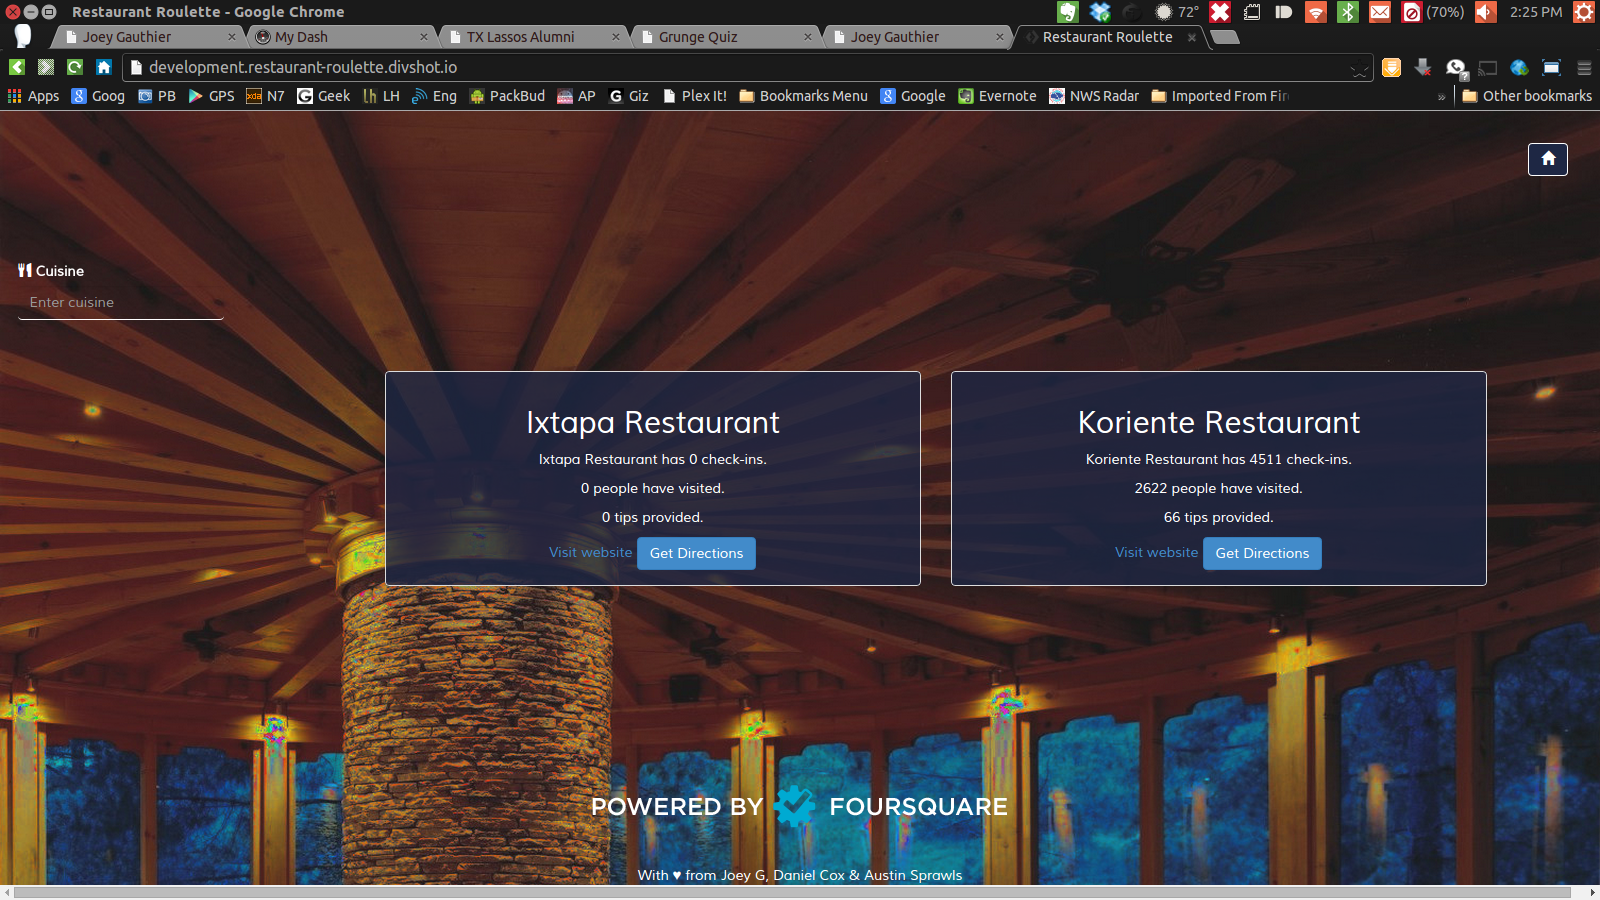 Restaurant Roulette - Google Chrome
72° (70%) 2:25 PM
Joey Gauthier
My Dash
TX Lassos Alumni
Grunge Quiz
Joey Gauthier
Restaurant Roulette
development.restaurant-roulette.divshot.io
Apps Goog PB GPS N7 Geek LH Eng PackBud AP Giz Plex It! Bookmarks Menu Google Evernote NWS Radar Imported From Fir » Other bookmarks
Cuisine
Enter cuisine
Ixtapa Restaurant
Ixtapa Restaurant has 0 check-ins.
0 people have visited.
0 tips provided.
Visit website Get Directions
Koriente Restaurant
Koriente Restaurant has 4511 check-ins.
2622 people have visited.
66 tips provided.
Visit website Get Directions
POWERED BY FOURSQUARE
With ♥ from Joey G, Daniel Cox & Austin Sprawls